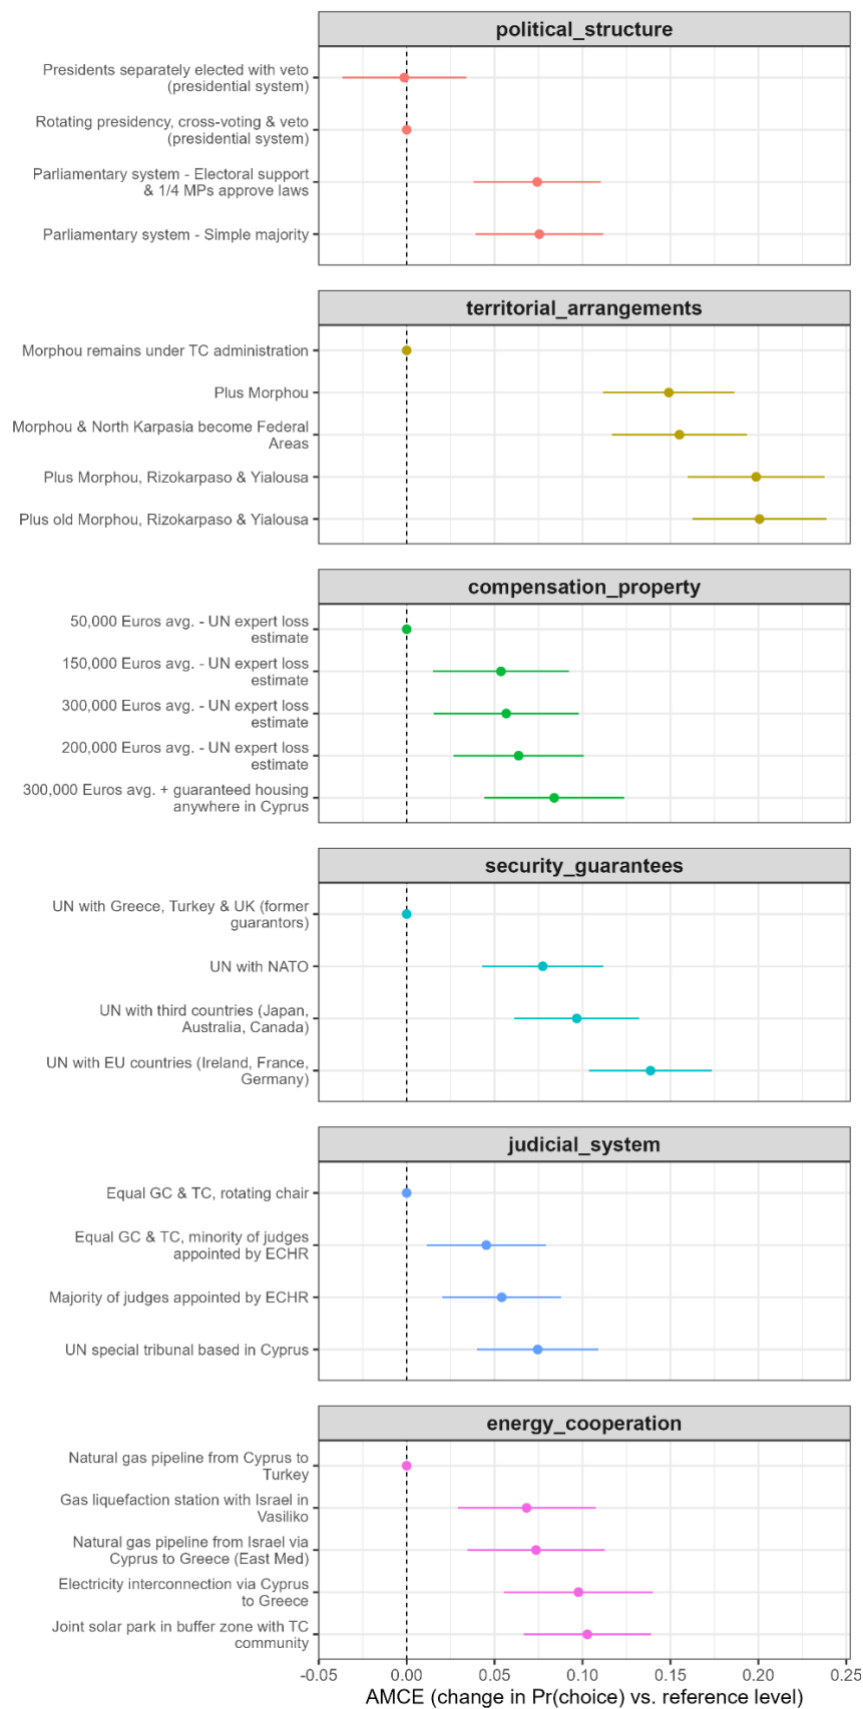 political_structure
Presidents separately elected with veto
(presidential system)
Rotating presidency, cross-voting & veto
(presidential system)
Parliamentary system - Electoral support
& 1/4 MPs approve laws
Parliamentary system - Simple majority
territorial_arrangements
Morphou remains under TC administration
Plus Morphou
Morphou & North Karpasia become Federal
Areas
Plus Morphou, Rizokarpaso & Yialousa
Plus old Morphou, Rizokarpaso & Yialousa
compensation_property
50,000 Euros avg. - UN expert loss
estimate
150,000 Euros avg. - UN expert loss
estimate
300,000 Euros avg. - UN expert loss
estimate
200,000 Euros avg. - UN expert loss
estimate
300,000 Euros avg. + guaranteed housing
anywhere in Cyprus
security_guarantees
UN with Greece, Turkey & UK (former
guarantors)
UN with NATO
UN with third countries (Japan,
Australia, Canada)
UN with EU countries (Ireland, France,
Germany)
judicial_system
Equal GC & TC, rotating chair
Equal GC & TC, minority of judges
appointed by ECHR
Majority of judges appointed by ECHR
UN special tribunal based in Cyprus
energy_cooperation
Natural gas pipeline from Cyprus to
Turkey
Gas liquefaction station with Israel in
Vasiliko
Natural gas pipeline from Israel via
Cyprus to Greece (East Med)
Electricity interconnection via Cyprus
to Greece
Joint solar park in buffer zone with TC
community
-0.05 0.00 0.05 0.10 0.15 0.20 0.25
AMCE (change in Pr(choice) vs. reference level)